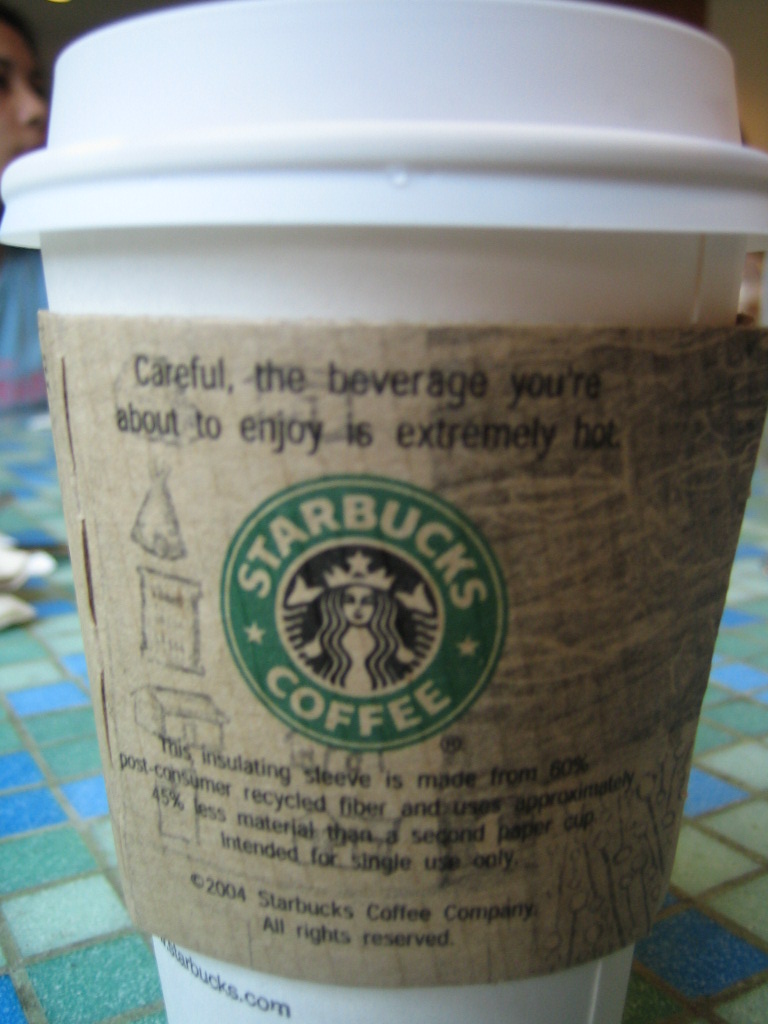 Careful, the beverage you're
about to enjoy is extremely hot.
STARBUCKS
COFFEE
®
This insulating sleeve is made from 60%
post-consumer recycled fiber and uses approximately
45% less material than a second paper cup.
Intended for single use only.
©2004 Starbucks Coffee Company.
All rights reserved.
.starbucks.com